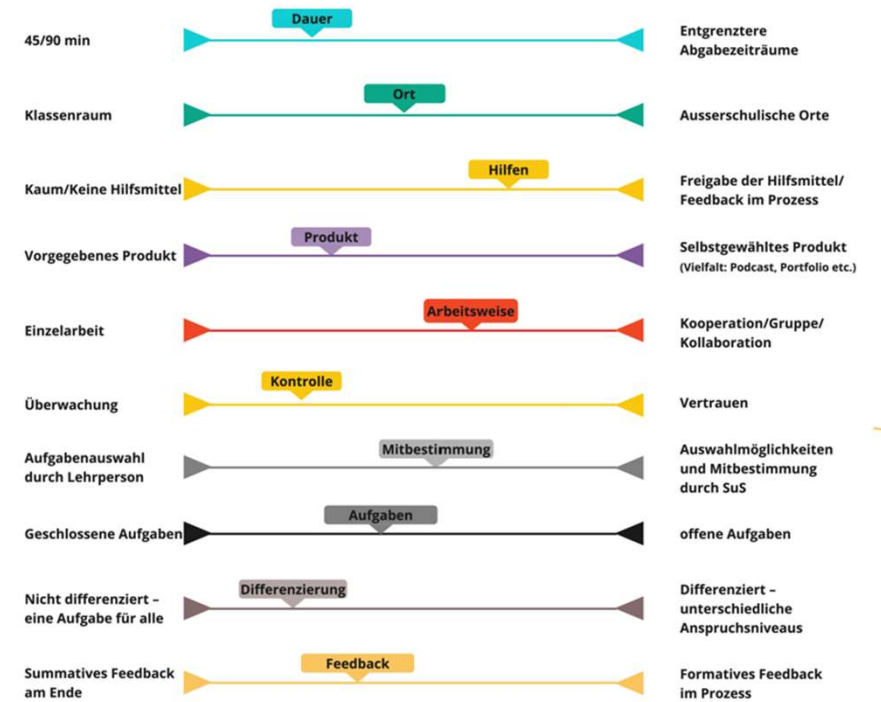 Dauer
45/90 min
Entgrenztere
Abgabezeiträume
Ort
Klassenraum
Ausserschulische Orte
Hilfen
Kaum/Keine Hilfsmittel
Freigabe der Hilfsmittel/
Feedback im Prozess
Produkt
Vorgegebenes Produkt
Selbstgewähltes Produkt
(Vielfalt: Podcast, Portfolio etc.)
Arbeitsweise
Einzelarbeit
Kooperation/Gruppe/
Kollaboration
Kontrolle
Überwachung
Vertrauen
Mitbestimmung
Aufgabenauswahl
durch Lehrperson
Auswahlmöglichkeiten
und Mitbestimmung
durch SuS
Aufgaben
Geschlossene Aufgaben
offene Aufgaben
Differenzierung
Nicht differenziert –
eine Aufgabe für alle
Differenziert –
unterschiedliche
Anspruchsniveaus
Feedback
Summatives Feedback
am Ende
Formatives Feedback
im Prozess